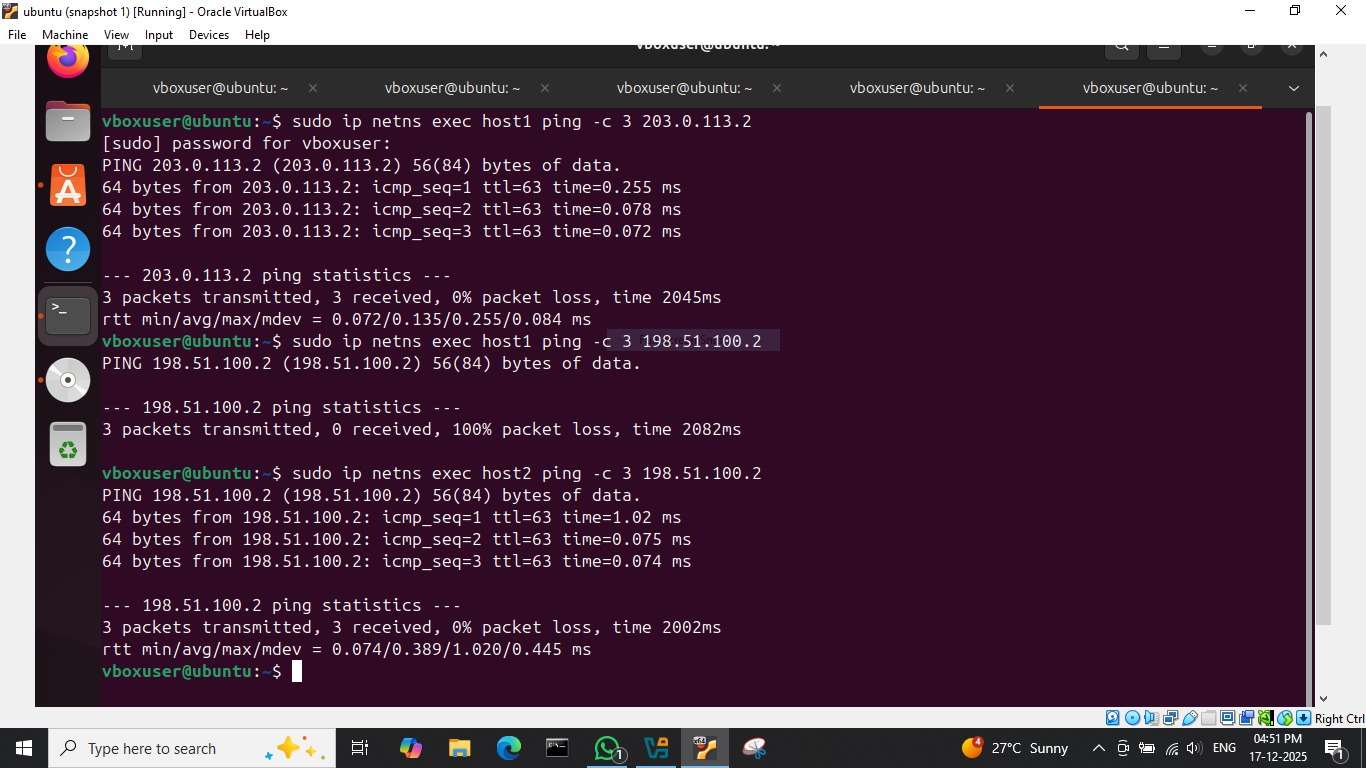 ubuntu (snapshot 1) [Running] - Oracle VirtualBox
File Machine View Input Devices Help
vboxuser@ubuntu: ~
vboxuser@ubuntu: ~ vboxuser@ubuntu: ~ vboxuser@ubuntu: ~ vboxuser@ubuntu: ~ vboxuser@ubuntu: ~
vboxuser@ubuntu:~$ sudo ip netns exec host1 ping -c 3 203.0.113.2
[sudo] password for vboxuser:
PING 203.0.113.2 (203.0.113.2) 56(84) bytes of data.
64 bytes from 203.0.113.2: icmp_seq=1 ttl=63 time=0.255 ms
64 bytes from 203.0.113.2: icmp_seq=2 ttl=63 time=0.078 ms
64 bytes from 203.0.113.2: icmp_seq=3 ttl=63 time=0.072 ms
--- 203.0.113.2 ping statistics ---
3 packets transmitted, 3 received, 0% packet loss, time 2045ms
rtt min/avg/max/mdev = 0.072/0.135/0.255/0.084 ms
vboxuser@ubuntu:~$ sudo ip netns exec host1 ping -c 3 198.51.100.2
PING 198.51.100.2 (198.51.100.2) 56(84) bytes of data.
--- 198.51.100.2 ping statistics ---
3 packets transmitted, 0 received, 100% packet loss, time 2082ms
vboxuser@ubuntu:~$ sudo ip netns exec host2 ping -c 3 198.51.100.2
PING 198.51.100.2 (198.51.100.2) 56(84) bytes of data.
64 bytes from 198.51.100.2: icmp_seq=1 ttl=63 time=1.02 ms
64 bytes from 198.51.100.2: icmp_seq=2 ttl=63 time=0.075 ms
64 bytes from 198.51.100.2: icmp_seq=3 ttl=63 time=0.074 ms
--- 198.51.100.2 ping statistics ---
3 packets transmitted, 3 received, 0% packet loss, time 2002ms
rtt min/avg/max/mdev = 0.074/0.389/1.020/0.445 ms
vboxuser@ubuntu:~$
Right Ctrl
Type here to search
1
4
27°C Sunny
ENG
04:51 PM
17-12-2025
1